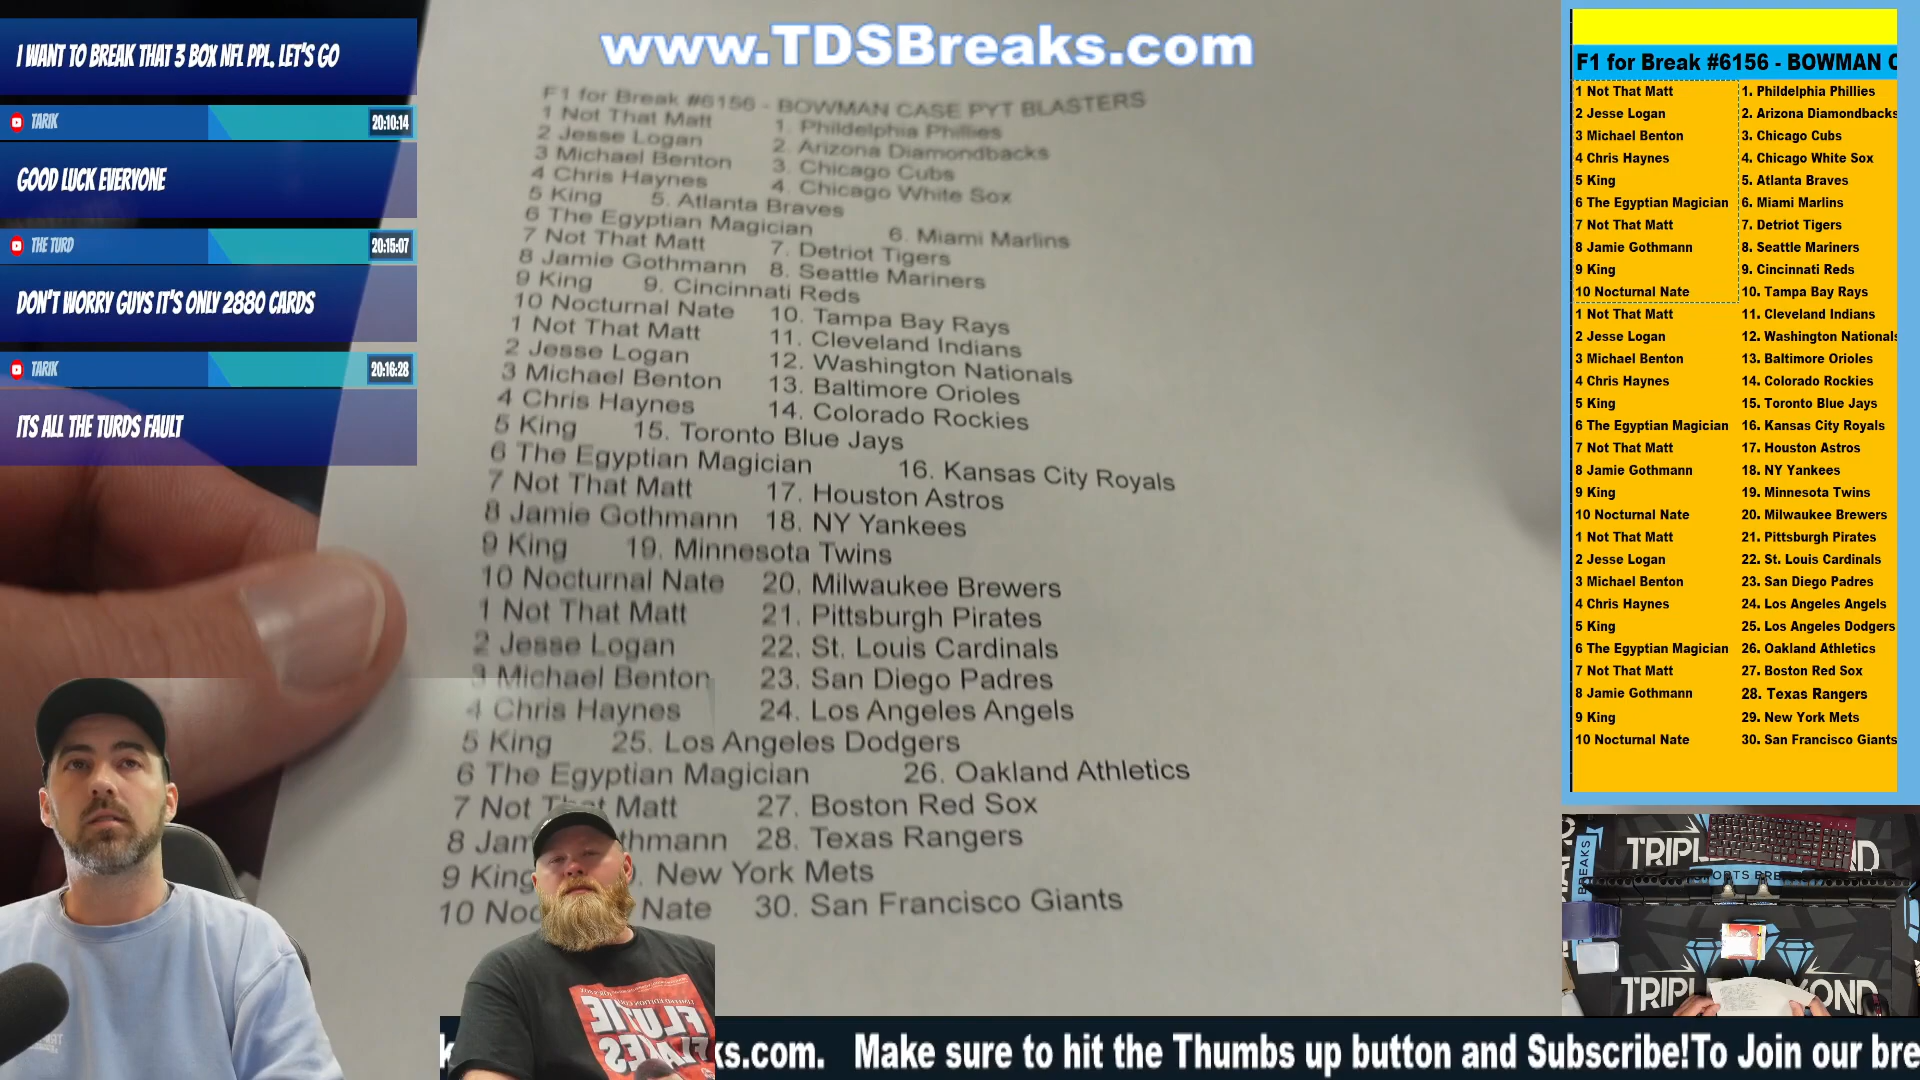 www.TDSBreaks.com
I WANT TO BREAK THAT 3 BOX NFL PPL. LET'S GO
TARIK 20:10:14
GOOD LUCK EVERYONE
THE TURD 20:15:07
DON'T WORRY GUYS IT'S ONLY 2880 CARDS
TARIK 20:16:28
ITS ALL THE TURDS FAULT
F1 for Break #6156 - BOWMAN CASE PYT BLASTERS
1 Not That Matt 1. Phildelphia Phillies
2 Jesse Logan 2. Arizona Diamondbacks
3 Michael Benton 3. Chicago Cubs
4 Chris Haynes 4. Chicago White Sox
5 King 5. Atlanta Braves
6 The Egyptian Magician 6. Miami Marlins
7 Not That Matt 7. Detriot Tigers
8 Jamie Gothmann 8. Seattle Mariners
9 King 9. Cincinnati Reds
10 Nocturnal Nate 10. Tampa Bay Rays
1 Not That Matt 11. Cleveland Indians
2 Jesse Logan 12. Washington Nationals
3 Michael Benton 13. Baltimore Orioles
4 Chris Haynes 14. Colorado Rockies
5 King 15. Toronto Blue Jays
6 The Egyptian Magician 16. Kansas City Royals
7 Not That Matt 17. Houston Astros
8 Jamie Gothmann 18. NY Yankees
9 King 19. Minnesota Twins
10 Nocturnal Nate 20. Milwaukee Brewers
1 Not That Matt 21. Pittsburgh Pirates
2 Jesse Logan 22. St. Louis Cardinals
3 Michael Benton 23. San Diego Padres
4 Chris Haynes 24. Los Angeles Angels
5 King 25. Los Angeles Dodgers
6 The Egyptian Magician 26. Oakland Athletics
7 Not That Matt 27. Boston Red Sox
8 Jam thmann 28. Texas Rangers
9 King . New York Mets
10 Noc Nate 30. San Francisco Giants
F1 for Break #6156 - BOWMAN C
1 Not That Matt 1. Phildelphia Phillies
2 Jesse Logan 2. Arizona Diamondbacks
3 Michael Benton 3. Chicago Cubs
4 Chris Haynes 4. Chicago White Sox
5 King 5. Atlanta Braves
6 The Egyptian Magician 6. Miami Marlins
7 Not That Matt 7. Detriot Tigers
8 Jamie Gothmann 8. Seattle Mariners
9 King 9. Cincinnati Reds
10 Nocturnal Nate 10. Tampa Bay Rays
1 Not That Matt 11. Cleveland Indians
2 Jesse Logan 12. Washington Nationals
3 Michael Benton 13. Baltimore Orioles
4 Chris Haynes 14. Colorado Rockies
5 King 15. Toronto Blue Jays
6 The Egyptian Magician 16. Kansas City Royals
7 Not That Matt 17. Houston Astros
8 Jamie Gothmann 18. NY Yankees
9 King 19. Minnesota Twins
10 Nocturnal Nate 20. Milwaukee Brewers
1 Not That Matt 21. Pittsburgh Pirates
2 Jesse Logan 22. St. Louis Cardinals
3 Michael Benton 23. San Diego Padres
4 Chris Haynes 24. Los Angeles Angels
5 King 25. Los Angeles Dodgers
6 The Egyptian Magician 26. Oakland Athletics
7 Not That Matt 27. Boston Red Sox
8 Jamie Gothmann 28. Texas Rangers
9 King 29. New York Mets
10 Nocturnal Nate 30. San Francisco Giants
BREAKS
TRIPL OND
SPORTS BRE
TRIPL OND
ks.com. Make sure to hit the Thumbs up button and Subscribe!To Join our bre